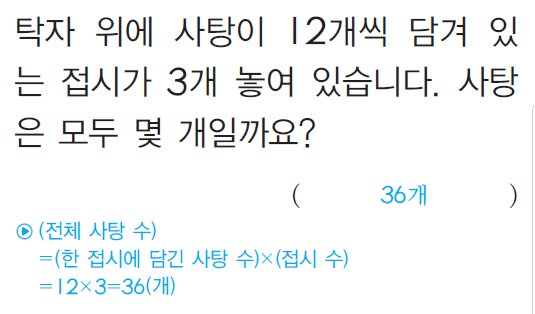 탁자 위에 사탕이 12개씩 담겨 있
는 접시가 3개 놓여 있습니다. 사탕
은 모두 몇 개일까요?
( 36개 )
(전체 사탕 수)
=(한 접시에 담긴 사탕 수)×(접시 수)
=12×3=36(개)